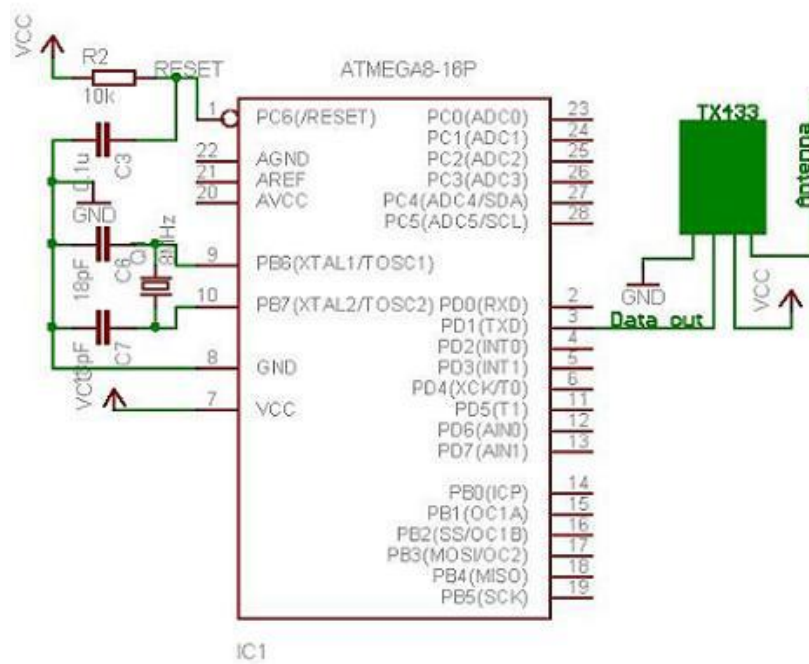 VCC
R2
RESET
10k
0.1u
C3
GND
18pF
C6
8MHz
C7
VCC
ATMEGA8-16P
1 PC6(/RESET)
22 AGND
21 AREF
20 AVCC
9 PB6(XTAL1/TOSC1)
10 PB7(XTAL2/TOSC2)
8 GND
7 VCC
PC0(ADC0) 23
PC1(ADC1) 24
PC2(ADC2) 25
PC3(ADC3) 26
PC4(ADC4/SDA) 27
PC5(ADC5/SCL) 28
PD0(RXD) 2
PD1(TXD) 3
PD2(INT0) 4
PD3(INT1) 5
PD4(XCK/T0) 6
PD5(T1) 11
PD6(AIN0) 12
PD7(AIN1) 13
PB0(ICP) 14
PB1(OC1A) 15
PB2(SS/OC1B) 16
PB3(MOSI/OC2) 17
PB4(MISO) 18
PB5(SCK) 19
IC1
TX433
Antenna
GND
VCC
Data out